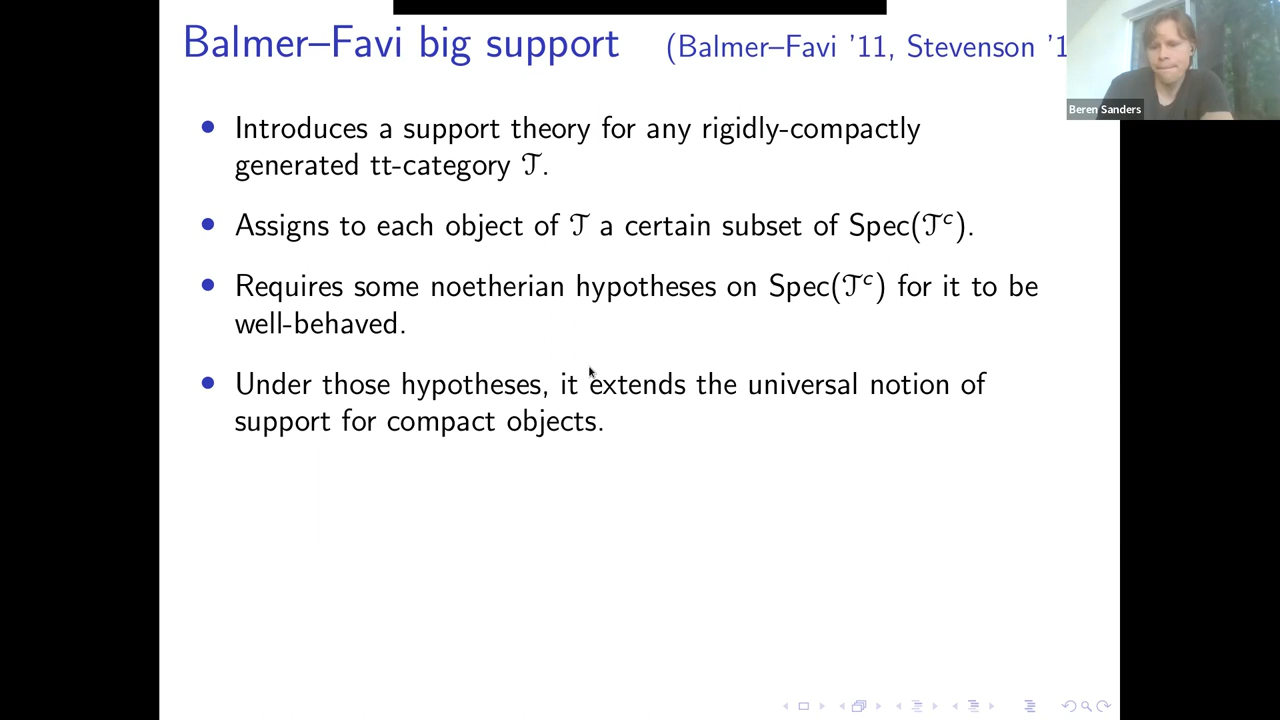 Balmer–Favi big support (Balmer–Favi '11, Stevenson '1
Beren Sanders
• Introduces a support theory for any rigidly-compactly
generated tt-category 𝒯.
• Assigns to each object of 𝒯 a certain subset of Spec(𝒯ᶜ).
• Requires some noetherian hypotheses on Spec(𝒯ᶜ) for it to be
well-behaved.
• Under those hypotheses, it extends the universal notion of
support for compact objects.